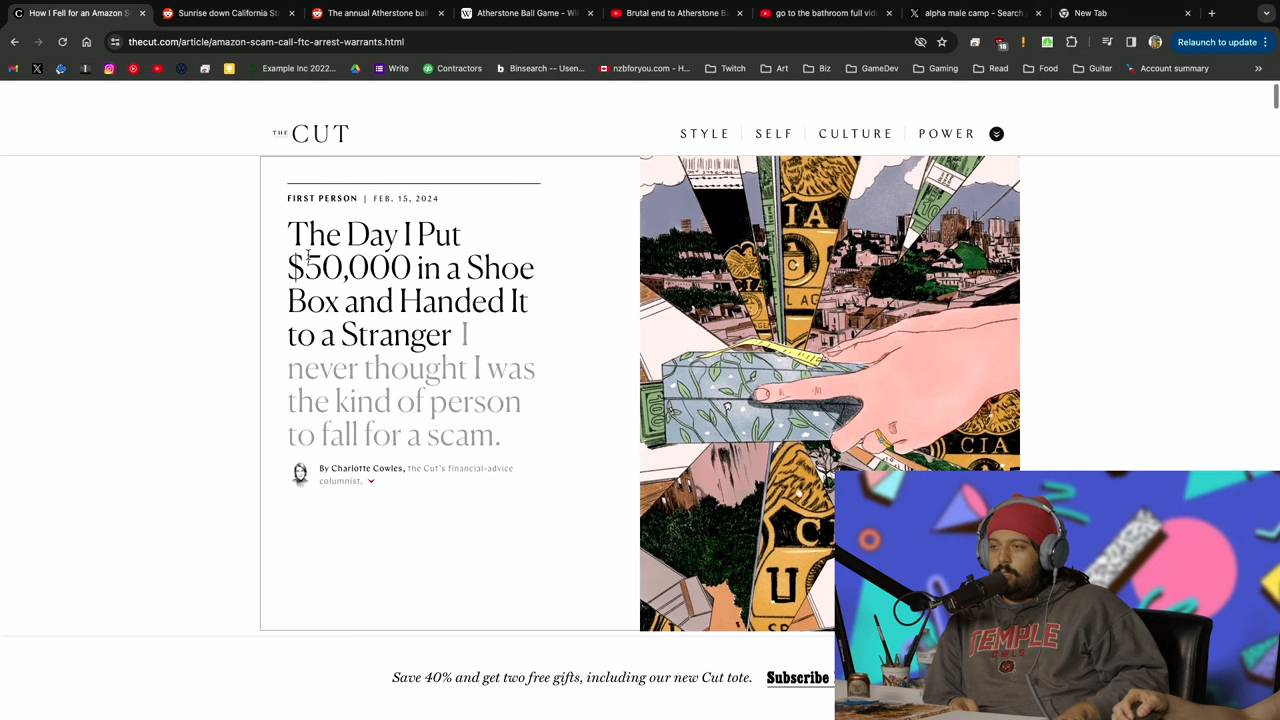 How I Fell for an Amazon S
Sunrise down California St
The annual Atherstone ball
Atherstone Ball Game - Wi
Brutal end to Atherstone B
go to the bathroom full vid
alpha male camp - Search
New Tab
thecut.com/article/amazon-scam-call-ftc-arrest-warrants.html
18
Relaunch to update
Example Inc 2022...
Write
Contractors
Binsearch -- Usen...
nzbforyou.com - H...
Twitch
Art
Biz
GameDev
Gaming
Read
Food
Guitar
Account summary
THE CUT
STYLE
SELF
CULTURE
POWER
FIRST PERSON | FEB. 15, 2024
The Day I Put
$50,000 in a Shoe
Box and Handed It
to a Stranger I
never thought I was
the kind of person
to fall for a scam.
By Charlotte Cowles, the Cut's financial-advice
columnist.
IA
CIA
CIA
Save 40% and get two free gifts, including our new Cut tote.
Subscribe
TEMPLE
OWLS